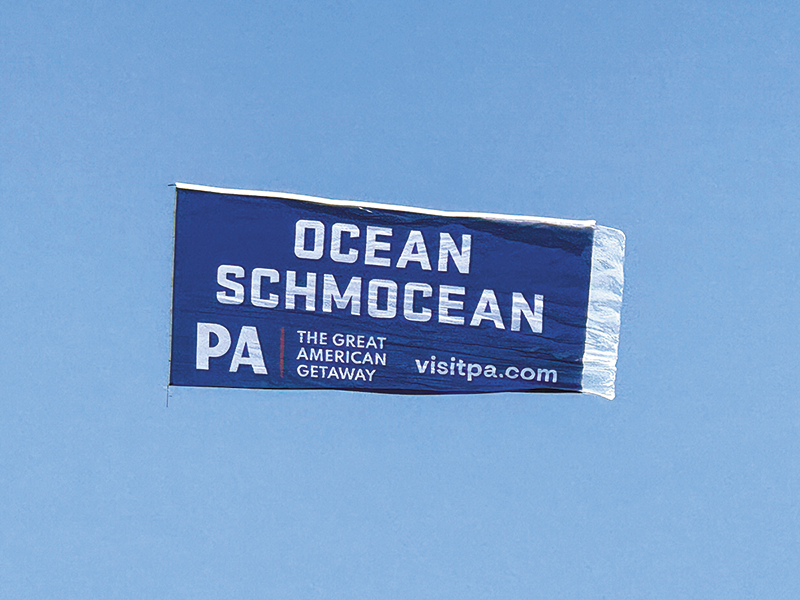 OCEAN
SCHMOCEAN
PA
THE GREAT
AMERICAN
GETAWAY
visitpa.com